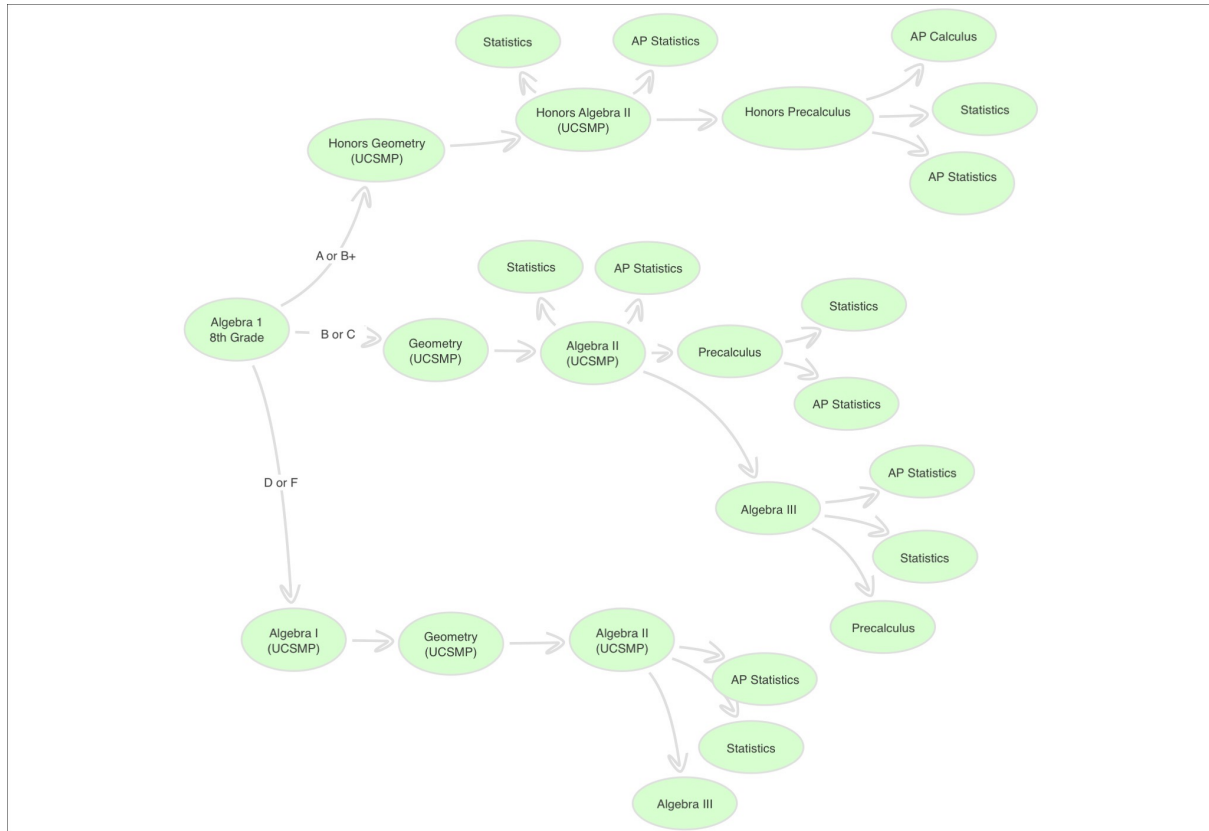 Statistics
AP Statistics
AP Calculus
Honors Algebra II
(UCSMP)
Honors Precalculus
Statistics
Honors Geometry
(UCSMP)
AP Statistics
A or B+
Statistics
AP Statistics
Statistics
Algebra 1
8th Grade
B or C
Geometry
(UCSMP)
Algebra II
(UCSMP)
Precalculus
AP Statistics
D or F
AP Statistics
Algebra III
Statistics
Precalculus
Algebra I
(UCSMP)
Geometry
(UCSMP)
Algebra II
(UCSMP)
AP Statistics
Statistics
Algebra III